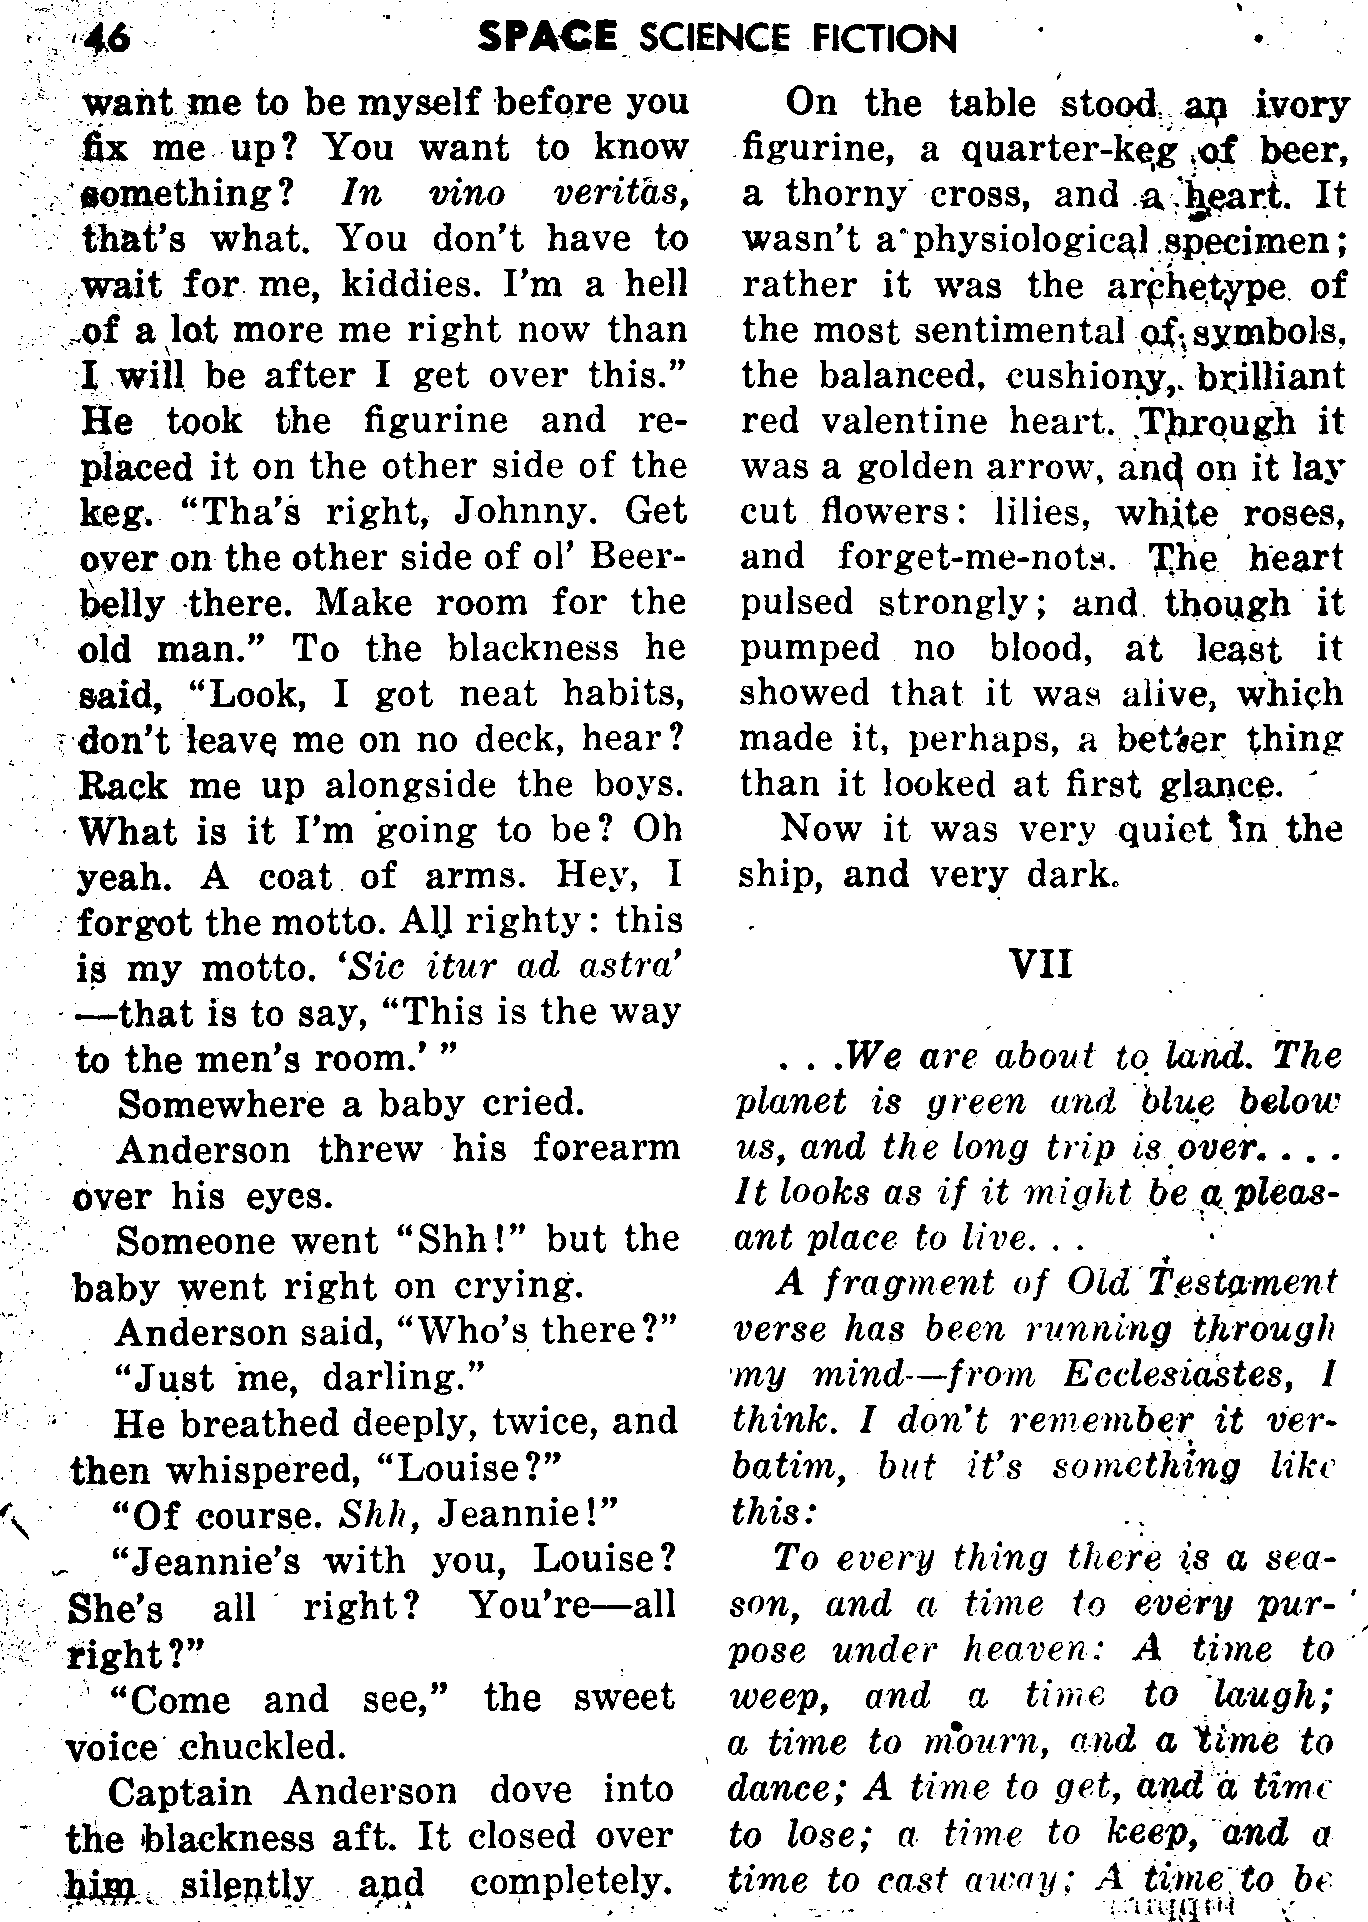 46
SPACE SCIENCE FICTION
want me to be myself before you
fix me up? You want to know
something? In vino veritas,
that's what. You don't have to
wait for me, kiddies. I'm a hell
of a lot more me right now than
I will be after I get over this.”
He took the figurine and re-
placed it on the other side of the
keg. “Tha's right, Johnny. Get
over on the other side of ol’ Beer-
belly there. Make room for the
old man.” To the blackness he
said, “Look, I got neat habits,
don't leave me on no deck, hear?
Rack me up alongside the boys.
What is it I'm going to be? Oh
yeah. A coat of arms. Hey, I
forgot the motto. All righty: this
is my motto. ‘Sic itur ad astra’
—that is to say, “This is the way
to the men's room.’ ”
Somewhere a baby cried.
Anderson threw his forearm
over his eyes.
Someone went “Shh!” but the
baby went right on crying.
Anderson said, “Who's there?”
“Just me, darling.”
He breathed deeply, twice, and
then whispered, “Louise?”
“Of course. Shh, Jeannie!”
“Jeannie's with you, Louise?
She's all right? You're—all
right?”
“Come and see,” the sweet
voice chuckled.
Captain Anderson dove into
the blackness aft. It closed over
him silently and completely.
On the table stood an ivory
figurine, a quarter-keg of beer,
a thorny cross, and a heart. It
wasn't a physiological specimen;
rather it was the archetype of
the most sentimental of symbols,
the balanced, cushiony, brilliant
red valentine heart. Through it
was a golden arrow, and on it lay
cut flowers: lilies, white roses,
and forget-me-nots. The heart
pulsed strongly; and though it
pumped no blood, at least it
showed that it was alive, which
made it, perhaps, a better thing
than it looked at first glance.
Now it was very quiet in the
ship, and very dark.
VII
. . .We are about to land. The
planet is green and blue below
us, and the long trip is over. . . .
It looks as if it might be a pleas-
ant place to live. . .
A fragment of Old Testament
verse has been running through
my mind—from Ecclesiastes, I
think. I don't remember it ver-
batim, but it's something like
this:
To every thing there is a sea-
son, and a time to every pur-
pose under heaven: A time to
weep, and a time to laugh;
a time to mourn, and a time to
dance; A time to get, and a time
to lose; a time to keep, and a
time to cast away; A time to be